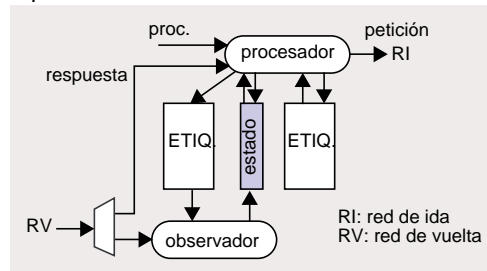 proc.
petición
procesador
RI
respuesta
ETIQ.
estado
ETIQ.
RV
observador
RI: red de ida
RV: red de vuelta